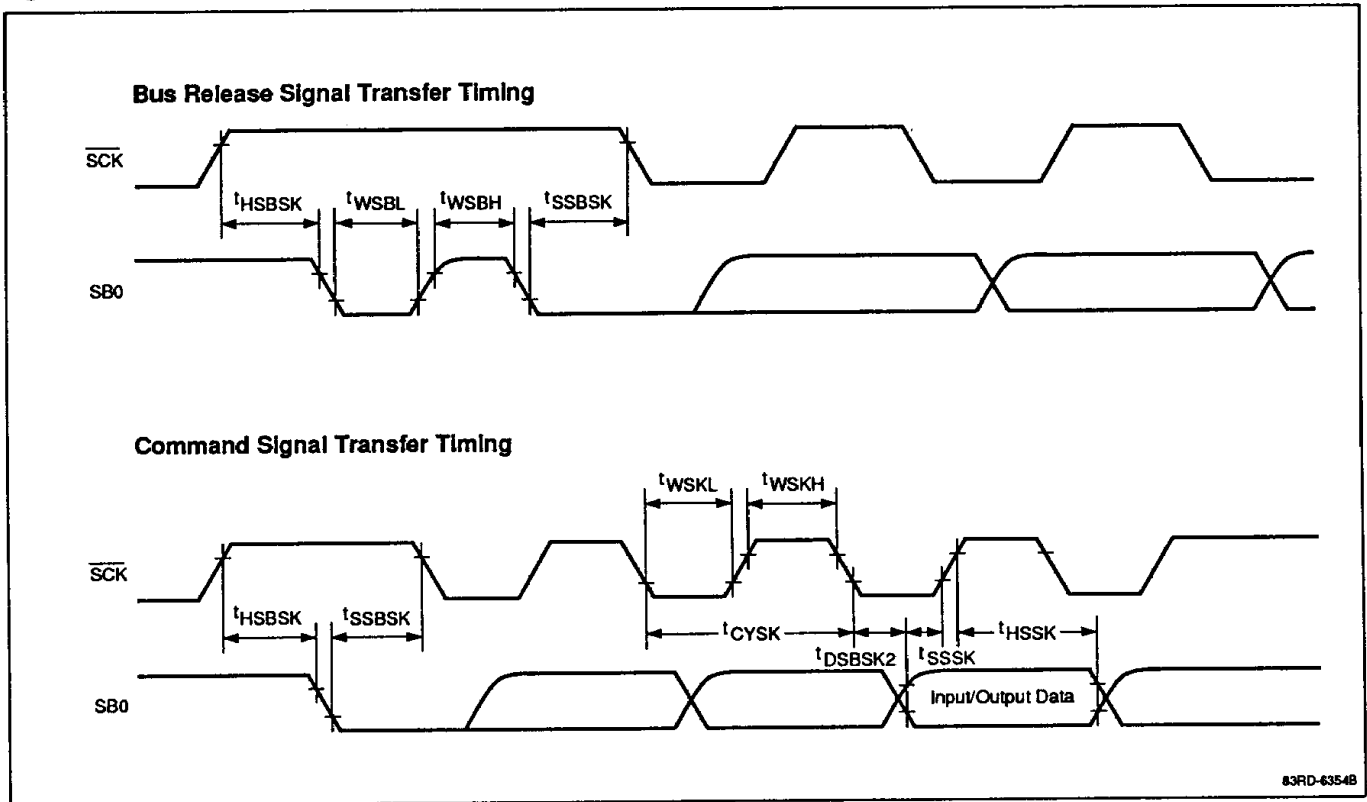 Bus Release Signal Transfer Timing
SCK
tHSBSK tWSBL tWSBH tSSBSK
SB0
Command Signal Transfer Timing
tWSKL tWSKH
SCK
tHSBSK tSSBSK tCYSK tHSSK
tDSBSK2 tSSSK
SB0 Input/Output Data
83RD-6354B